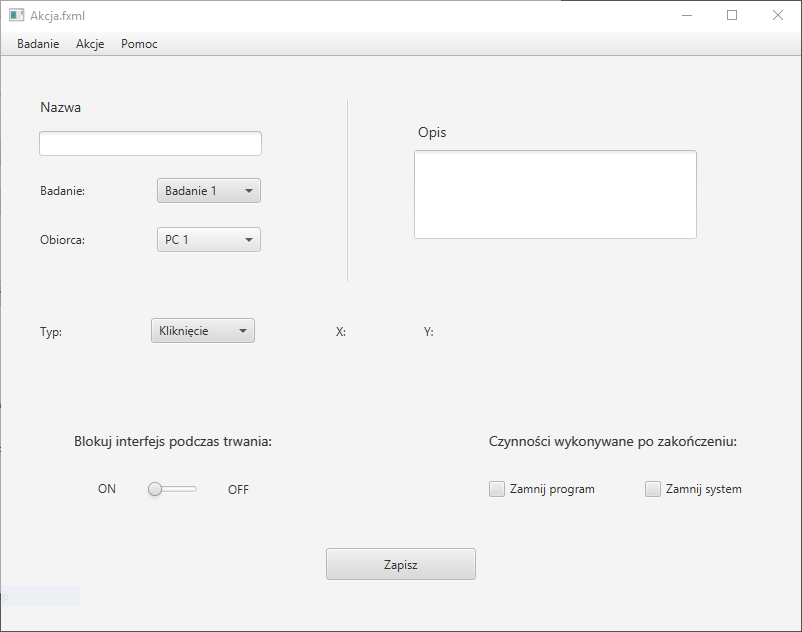 Akcja.fxml
Badanie Akcje Pomoc
Nazwa
Opis
Badanie: Badanie 1
Obiorca: PC 1
Typ: Kliknięcie X: Y:
Blokuj interfejs podczas trwania:
ON OFF
Czynności wykonywane po zakończeniu:
Zamnij program Zamnij system
Zapisz